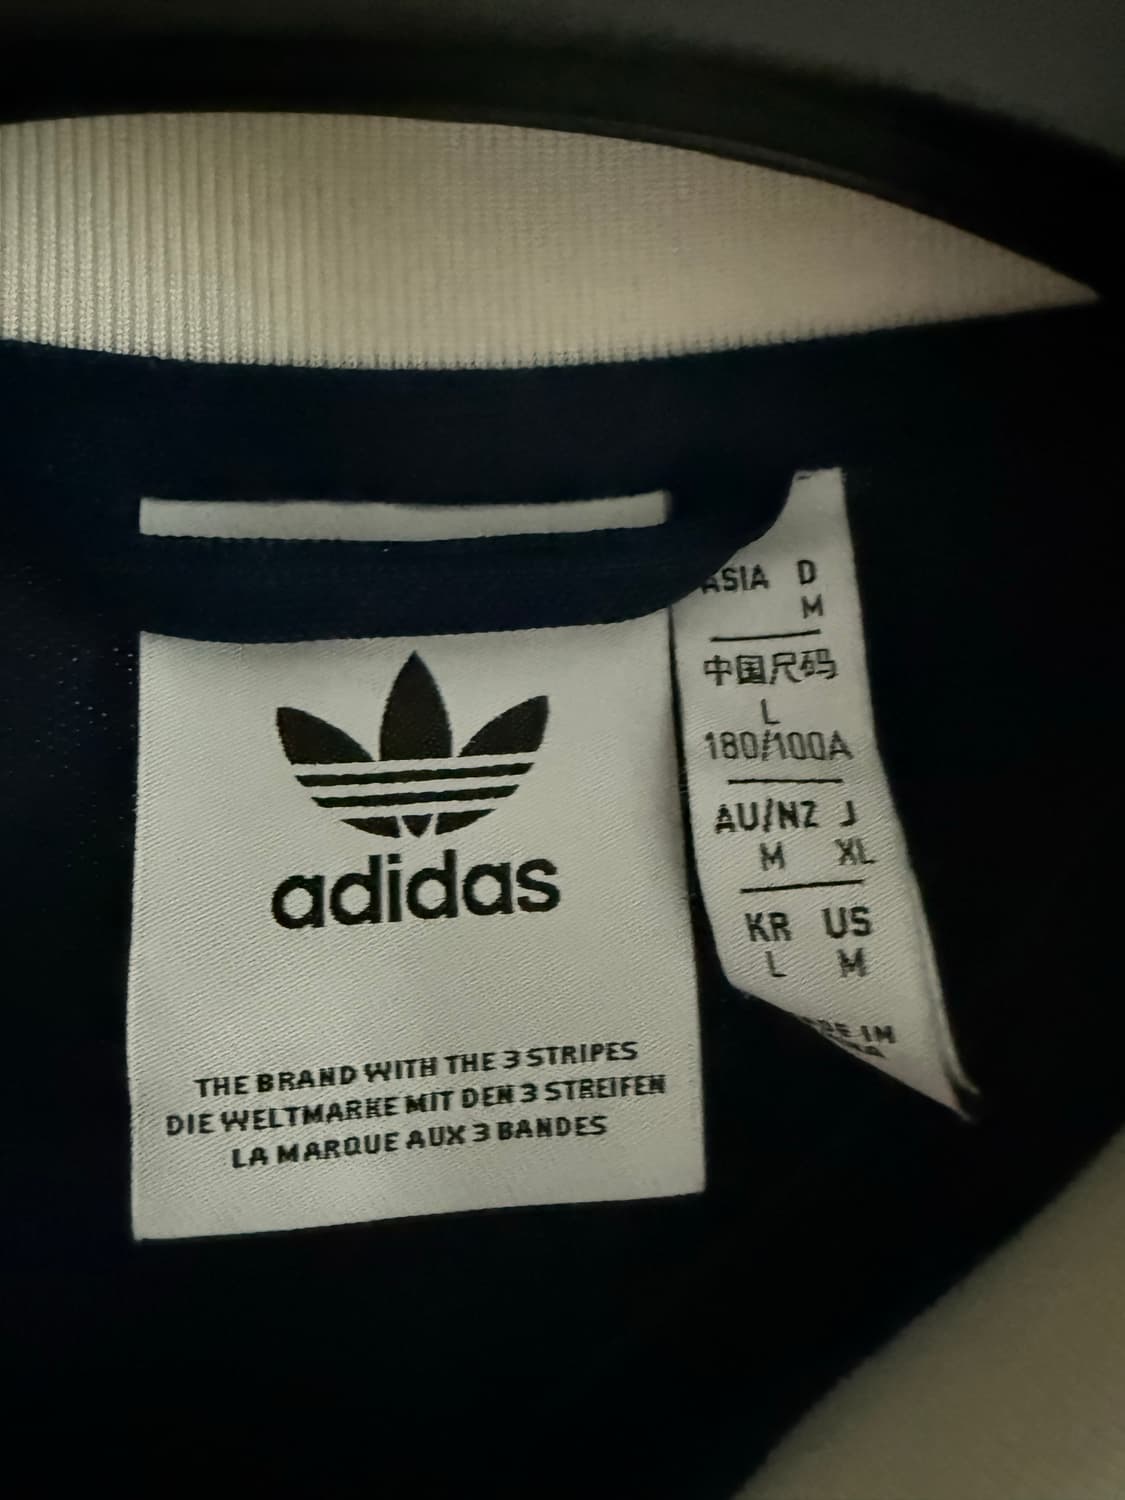 adidas
THE BRAND WITH THE 3 STRIPES
DIE WELTMARKE MIT DEN 3 STREIFEN
LA MARQUE AUX 3 BANDES
ASIA D
M
中国尺码
L
180/100A
AU/NZ J
M XL
KR US
L M
IN